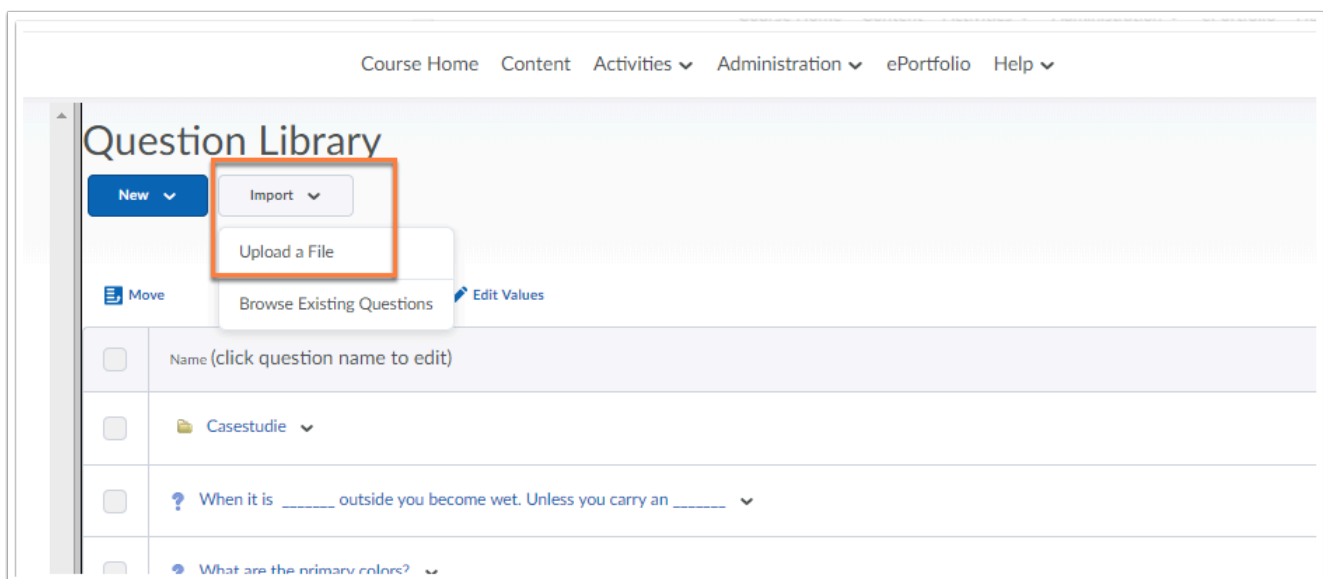 Course Home Content Activities Administration ePortfolio Help
Question Library
New Import
Upload a File
Browse Existing Questions
Move Edit Values
Name (click question name to edit)
Casestudie
When it is _______ outside you become wet. Unless you carry an _______
What are the primary colors?